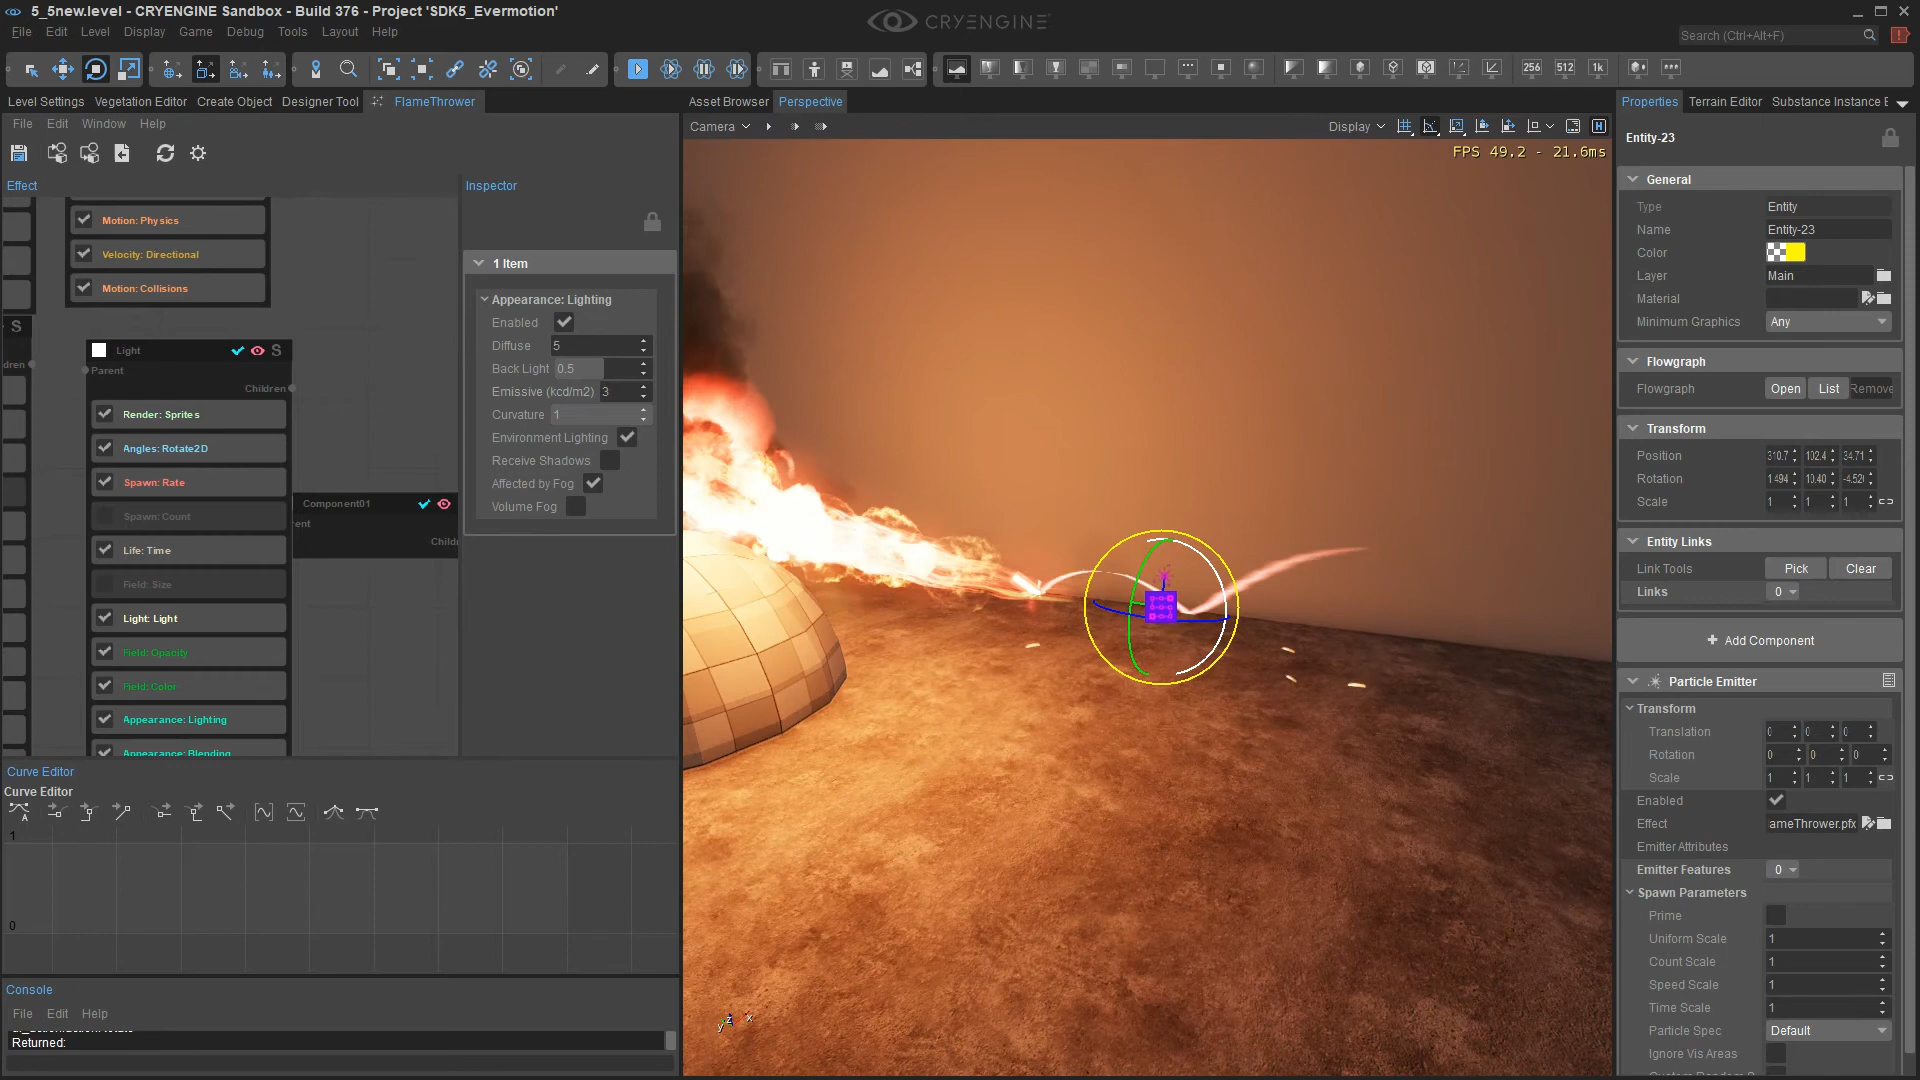 5_5new.level - CRYENGINE Sandbox - Build 376 - Project 'SDK5_Evermotion'
CRYENGINE
File Edit Level Display Game Debug Tools Layout Help
Search (Ctrl+Alt+F)
256 512 1k
Level Settings Vegetation Editor Create Object Designer Tool FlameThrower
File Edit Window Help
Effect
Motion: Physics
Velocity: Directional
Motion: Collisions
S
dren
Light S
Parent
Children
Render: Sprites
Angles: Rotate2D
Spawn: Rate
Spawn: Count
Life: Time
Field: Size
Light: Light
Field: Opacity
Field: Color
Appearance: Lighting
Appearance: Blending
Component01
ent
Childr
Inspector
1 Item
Appearance: Lighting
Enabled
Diffuse 5
Back Light 0.5
Emissive (kcd/m2) 3
Curvature 1
Environment Lighting
Receive Shadows
Affected by Fog
Volume Fog
Curve Editor
Curve Editor
1
0
Console
File Edit Help
Returned:
Asset Browser Perspective
Camera
Display
H
FPS 49.2 - 21.6ms
y z x
Properties Terrain Editor Substance Instance E
Entity-23
General
Type Entity
Name Entity-23
Color
Layer Main
Material
Minimum Graphics Any
Flowgraph
Flowgraph Open List Remove
Transform
Position 310.7 102.4 34.71
Rotation 1.494 10.40 -4.520
Scale 1 1 1
Entity Links
Link Tools Pick Clear
Links 0
+ Add Component
Particle Emitter
Transform
Translation 0 0 0
Rotation 0 0 0
Scale 1 1 1
Enabled
Effect ameThrower.pfx
Emitter Attributes
Emitter Features 0
Spawn Parameters
Prime
Uniform Scale 1
Count Scale 1
Speed Scale 1
Time Scale 1
Particle Spec Default
Ignore Vis Areas